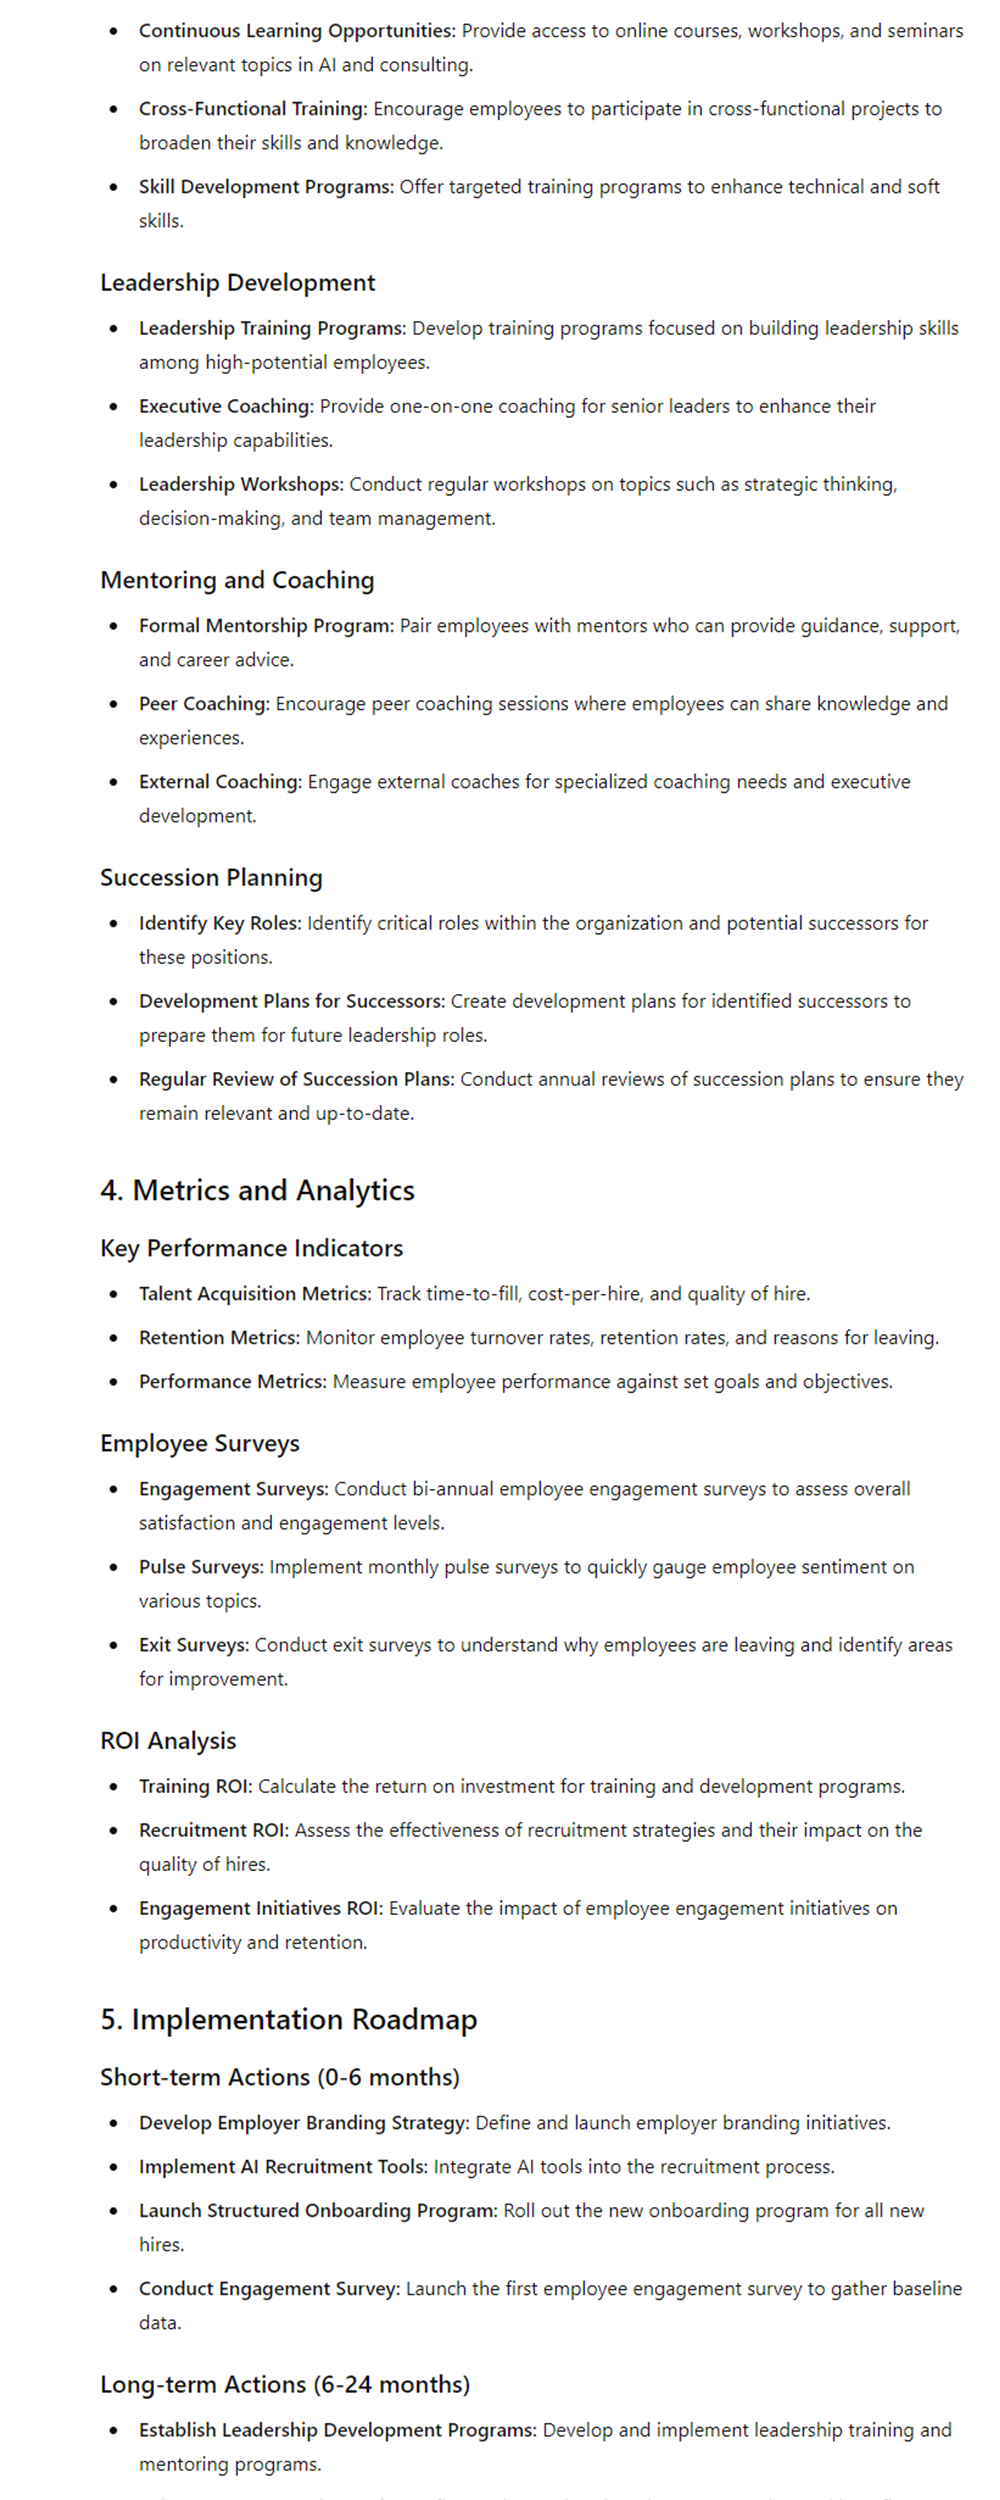 • Continuous Learning Opportunities: Provide access to online courses, workshops, and seminars
on relevant topics in AI and consulting.
• Cross-Functional Training: Encourage employees to participate in cross-functional projects to
broaden their skills and knowledge.
• Skill Development Programs: Offer targeted training programs to enhance technical and soft
skills.
Leadership Development
• Leadership Training Programs: Develop training programs focused on building leadership skills
among high-potential employees.
• Executive Coaching: Provide one-on-one coaching for senior leaders to enhance their
leadership capabilities.
• Leadership Workshops: Conduct regular workshops on topics such as strategic thinking,
decision-making, and team management.
Mentoring and Coaching
• Formal Mentorship Program: Pair employees with mentors who can provide guidance, support,
and career advice.
• Peer Coaching: Encourage peer coaching sessions where employees can share knowledge and
experiences.
• External Coaching: Engage external coaches for specialized coaching needs and executive
development.
Succession Planning
• Identify Key Roles: Identify critical roles within the organization and potential successors for
these positions.
• Development Plans for Successors: Create development plans for identified successors to
prepare them for future leadership roles.
• Regular Review of Succession Plans: Conduct annual reviews of succession plans to ensure they
remain relevant and up-to-date.
4. Metrics and Analytics
Key Performance Indicators
• Talent Acquisition Metrics: Track time-to-fill, cost-per-hire, and quality of hire.
• Retention Metrics: Monitor employee turnover rates, retention rates, and reasons for leaving.
• Performance Metrics: Measure employee performance against set goals and objectives.
Employee Surveys
• Engagement Surveys: Conduct bi-annual employee engagement surveys to assess overall
satisfaction and engagement levels.
• Pulse Surveys: Implement monthly pulse surveys to quickly gauge employee sentiment on
various topics.
• Exit Surveys: Conduct exit surveys to understand why employees are leaving and identify areas
for improvement.
ROI Analysis
• Training ROI: Calculate the return on investment for training and development programs.
• Recruitment ROI: Assess the effectiveness of recruitment strategies and their impact on the
quality of hires.
• Engagement Initiatives ROI: Evaluate the impact of employee engagement initiatives on
productivity and retention.
5. Implementation Roadmap
Short-term Actions (0-6 months)
• Develop Employer Branding Strategy: Define and launch employer branding initiatives.
• Implement AI Recruitment Tools: Integrate AI tools into the recruitment process.
• Launch Structured Onboarding Program: Roll out the new onboarding program for all new
hires.
• Conduct Engagement Survey: Launch the first employee engagement survey to gather baseline
data.
Long-term Actions (6-24 months)
• Establish Leadership Development Programs: Develop and implement leadership training and
mentoring programs.